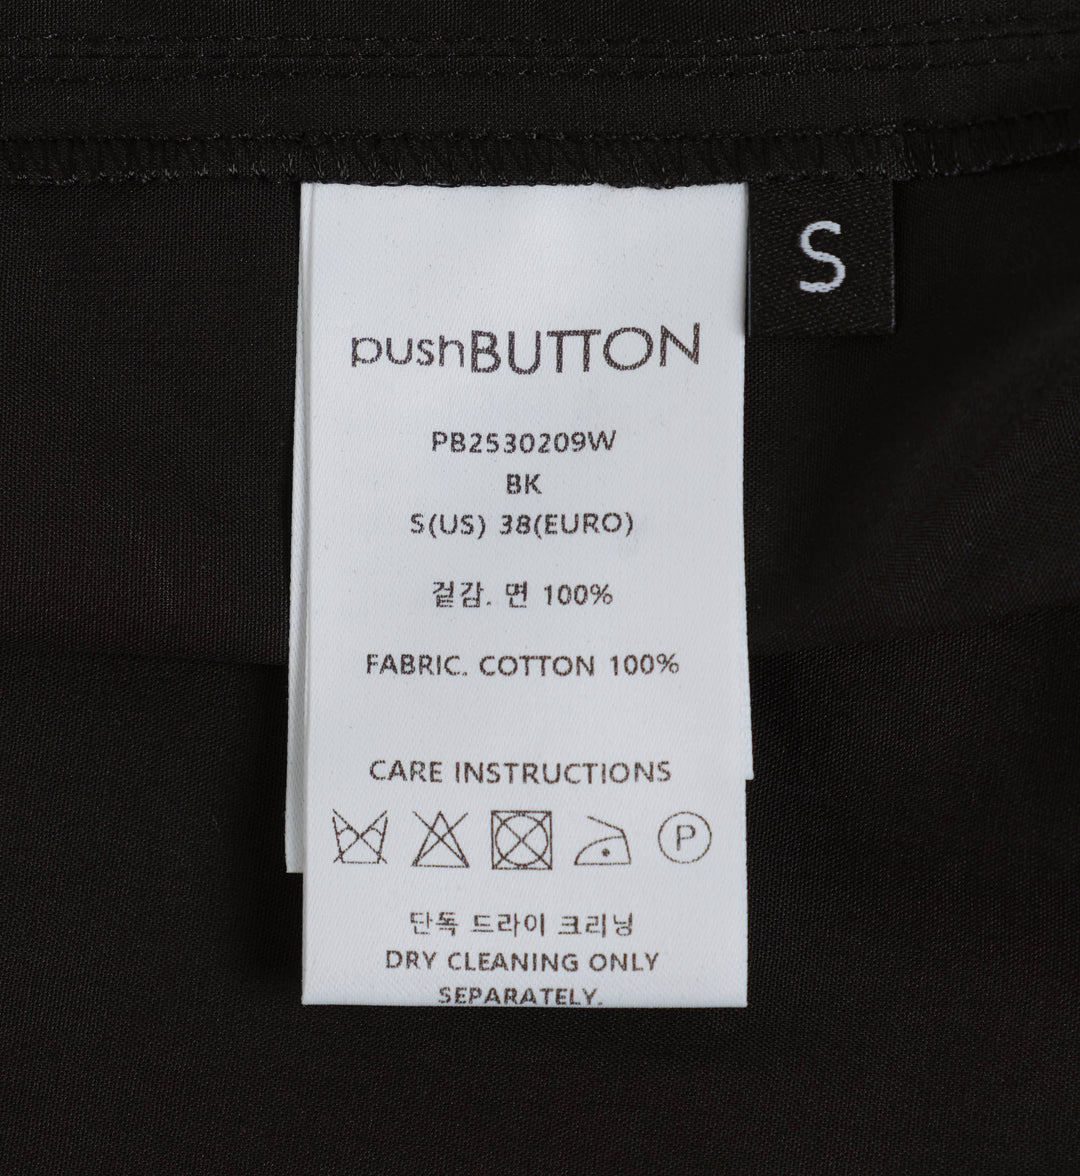 S
pushBUTTON
PB2530209W
BK
S(US) 38(EURO)
겉감. 면 100%
FABRIC. COTTON 100%
CARE INSTRUCTIONS
P
단독 드라이 크리닝
DRY CLEANING ONLY
SEPARATELY.